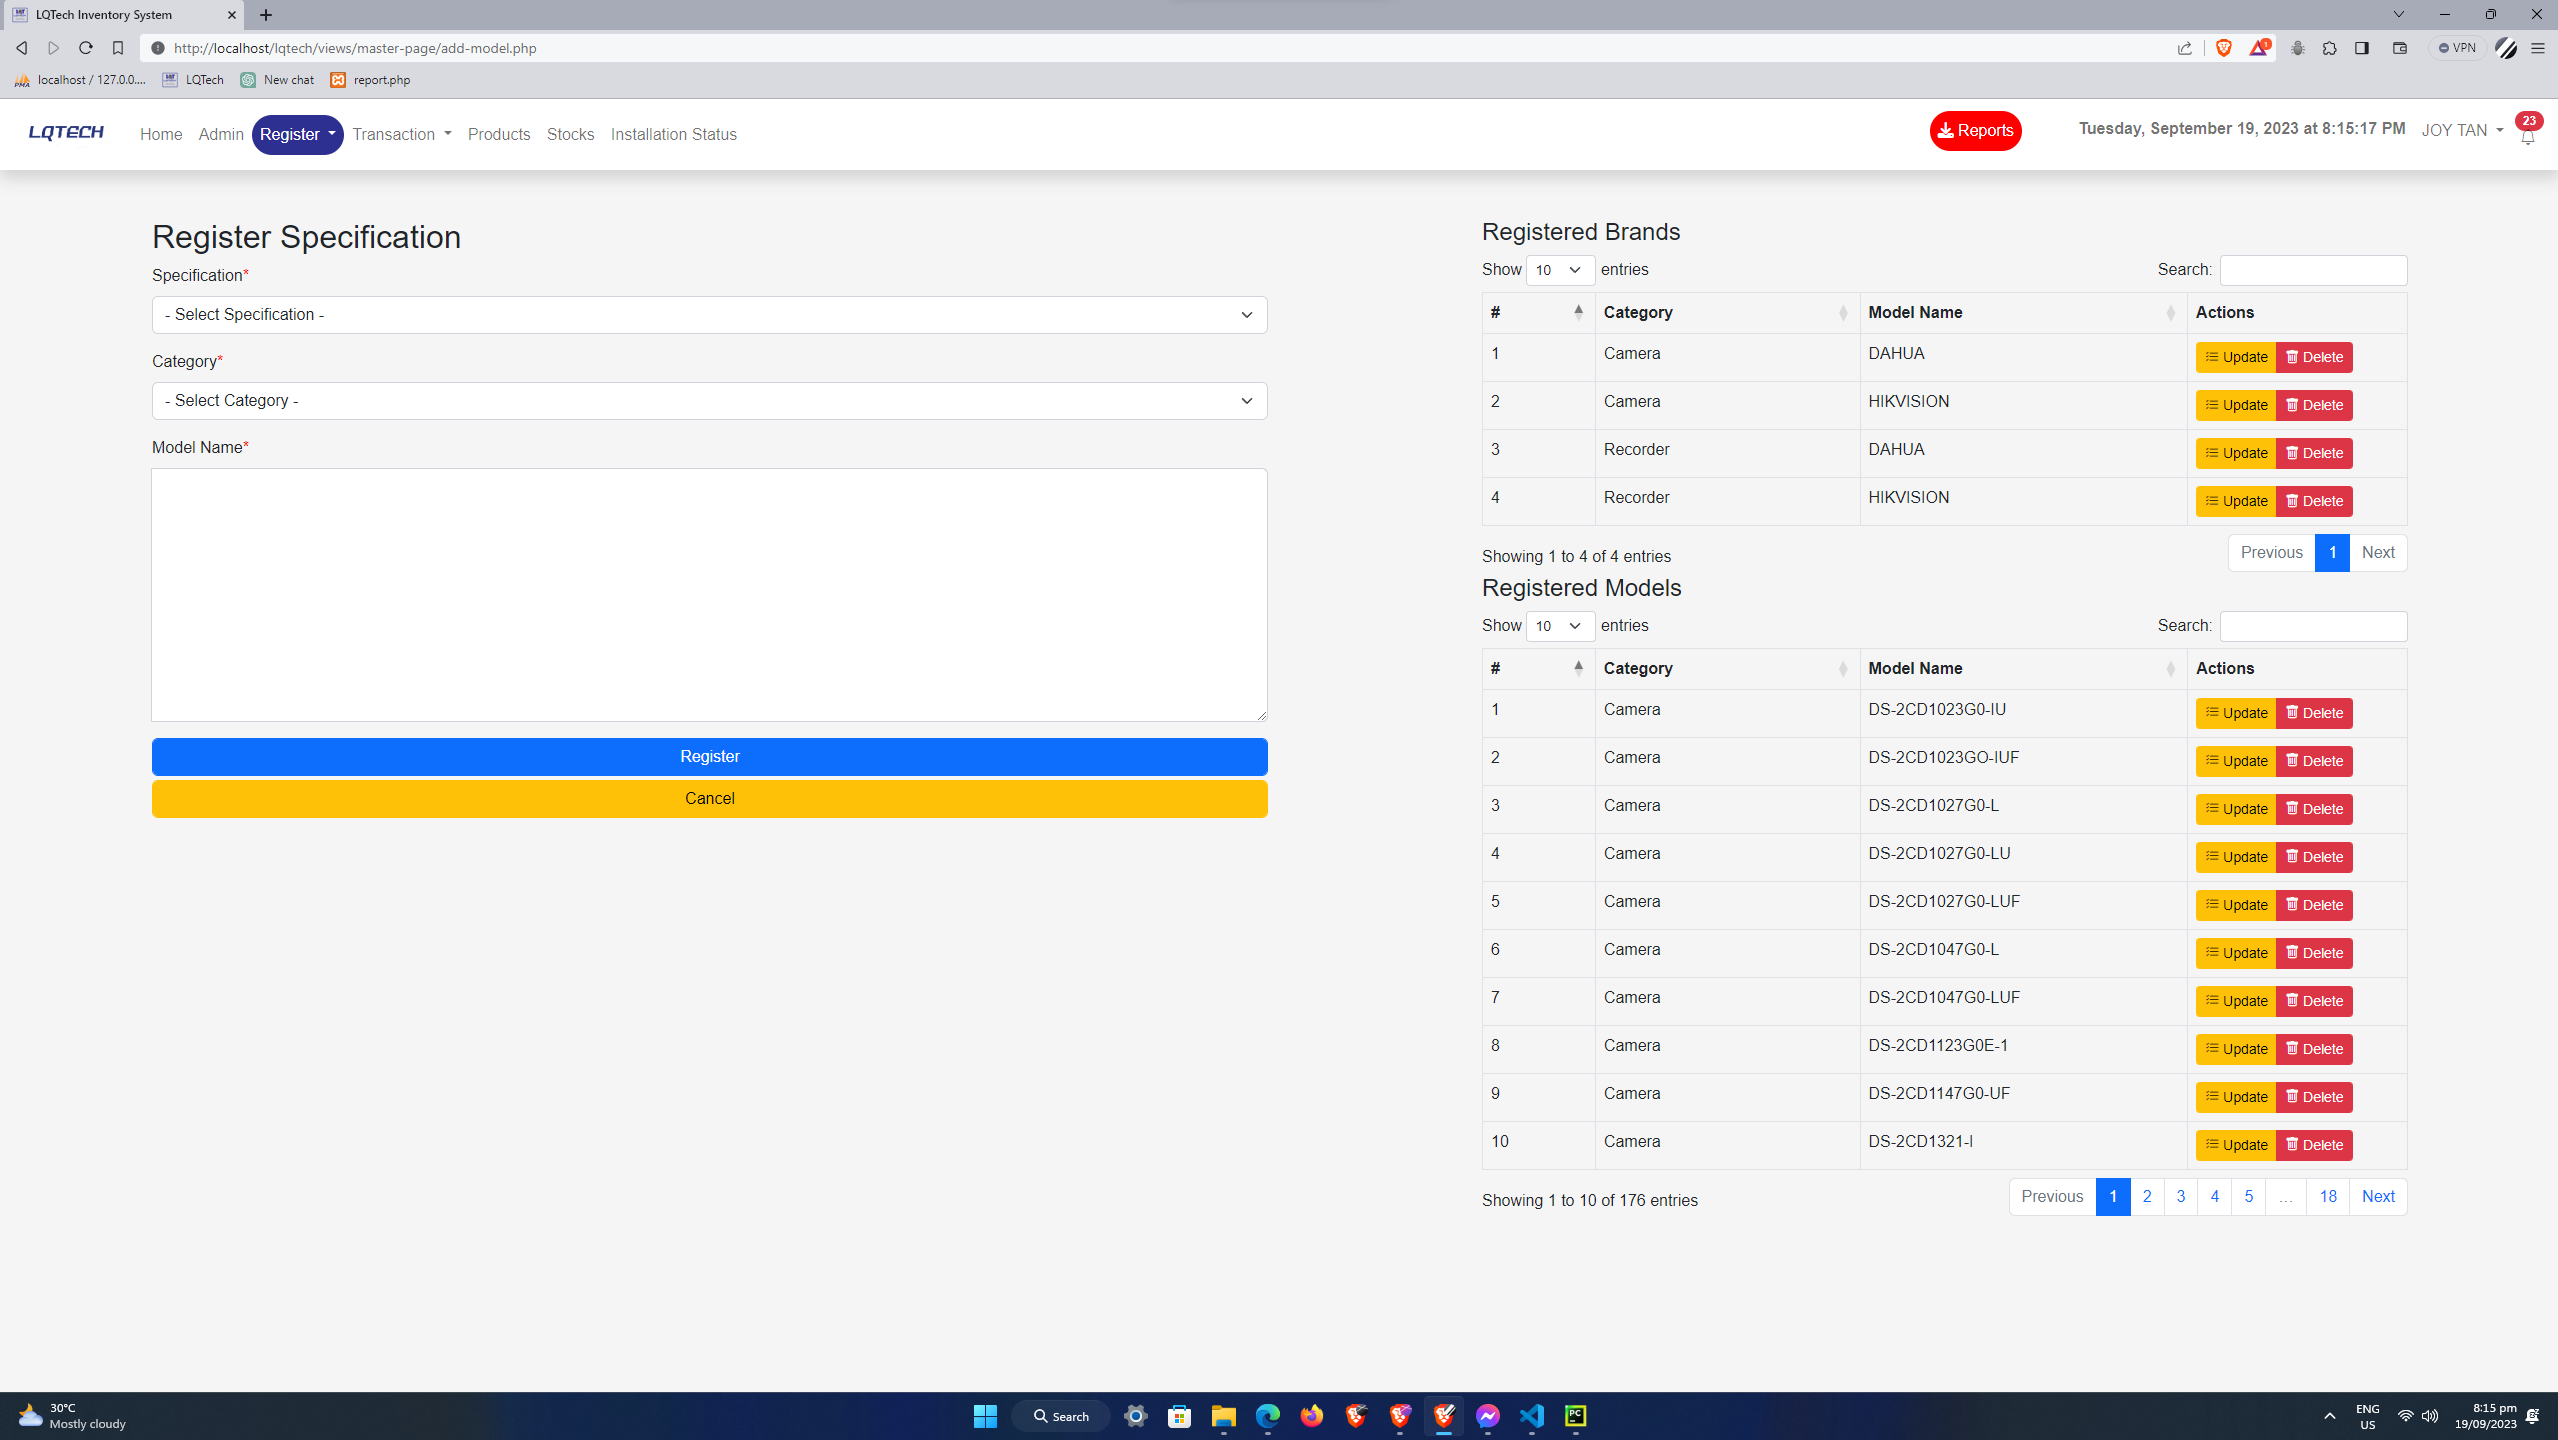 LQTech Inventory System
http://localhost/lqtech/views/master-page/add-model.php
VPN
localhost / 127.0.0....
LQTech
New chat
report.php
LQTECH
Home
Admin
Register
Transaction
Products
Stocks
Installation Status
Reports
Tuesday, September 19, 2023 at 8:15:17 PM
JOY TAN
23
Register Specification
Specification*
- Select Specification -
Category*
- Select Category -
Model Name*
Register
Cancel
Registered Brands
Show 10 entries
Search:
# Category Model Name Actions
1 Camera DAHUA Update Delete
2 Camera HIKVISION Update Delete
3 Recorder DAHUA Update Delete
4 Recorder HIKVISION Update Delete
Showing 1 to 4 of 4 entries
Previous 1 Next
Registered Models
Show 10 entries
Search:
# Category Model Name Actions
1 Camera DS-2CD1023G0-IU Update Delete
2 Camera DS-2CD1023GO-IUF Update Delete
3 Camera DS-2CD1027G0-L Update Delete
4 Camera DS-2CD1027G0-LU Update Delete
5 Camera DS-2CD1027G0-LUF Update Delete
6 Camera DS-2CD1047G0-L Update Delete
7 Camera DS-2CD1047G0-LUF Update Delete
8 Camera DS-2CD1123G0E-1 Update Delete
9 Camera DS-2CD1147G0-UF Update Delete
10 Camera DS-2CD1321-I Update Delete
Showing 1 to 10 of 176 entries
Previous 1 2 3 4 5 … 18 Next
30°C
Mostly cloudy
Search
ENG
US
8:15 pm
19/09/2023